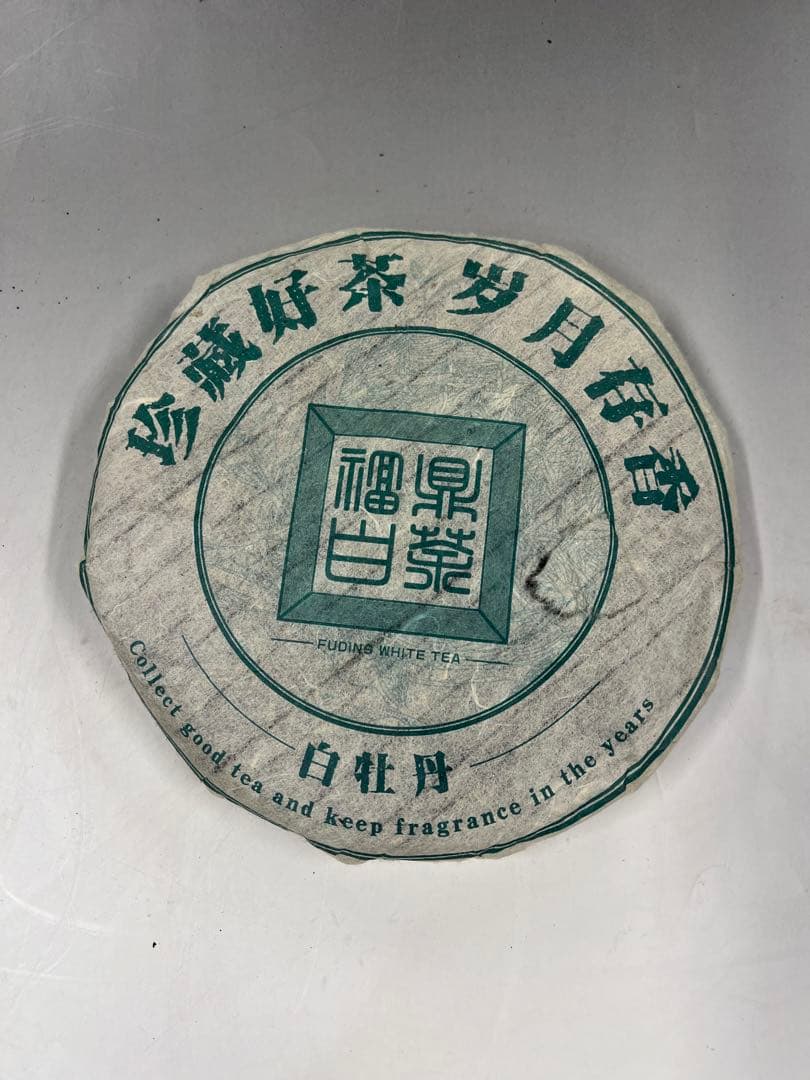 珍藏好茶 岁月存香
福鼎
白茶
FUDING WHITE TEA
白牡丹
Collect good tea and keep fragrance in the years